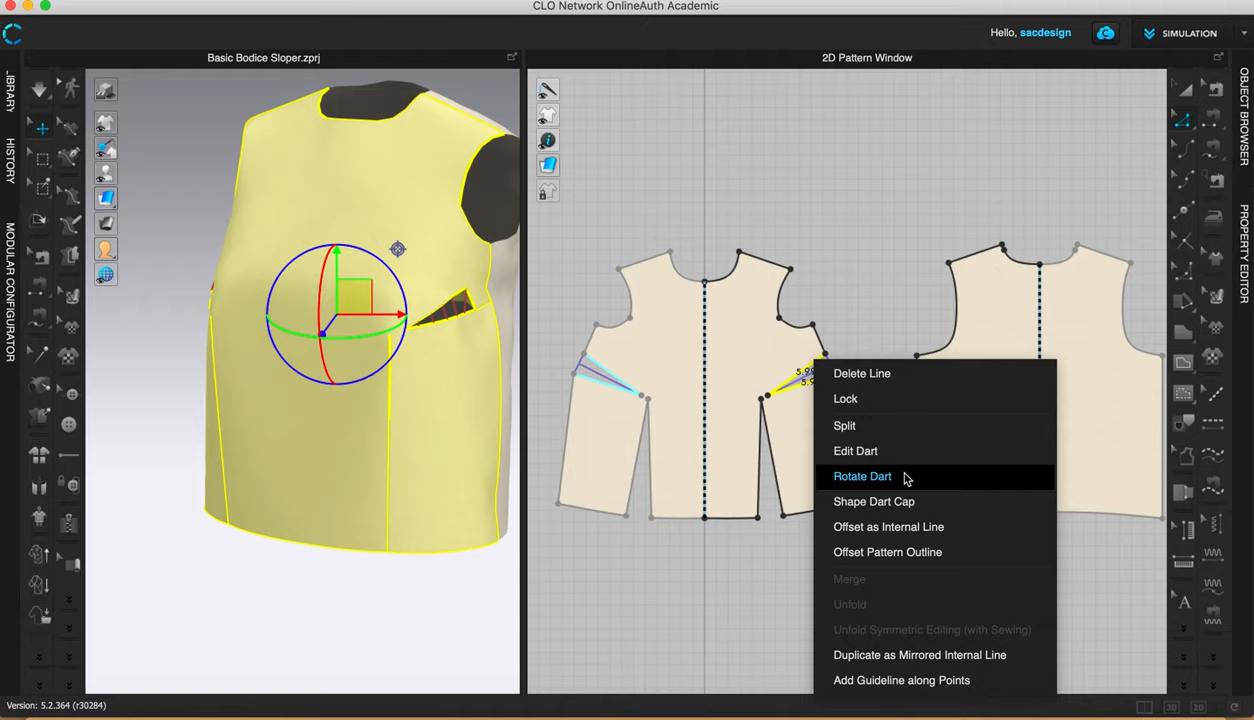 CLO Network OnlineAuth Academic
Hello, sacdesign
SIMULATION
Basic Bodice Sloper.zprj
2D Pattern Window
LIBRARY
HISTORY
MODULAR CONFIGURATOR
OBJECT BROWSER
PROPERTY EDITOR
Delete Line
Lock
Split
Edit Dart
Rotate Dart
Shape Dart Cap
Offset as Internal Line
Offset Pattern Outline
Merge
Unfold
Unfold Symmetric Editing (with Sewing)
Duplicate as Mirrored Internal Line
Add Guideline along Points
A
Version: 5.2.364 (r30284)
3D
2D